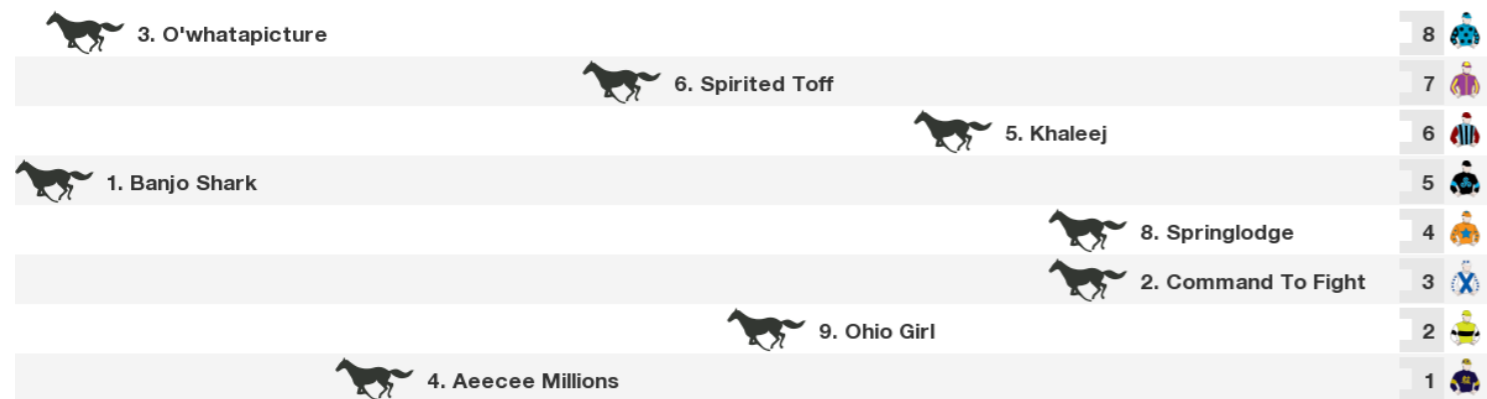 3. O'whatapicture 8
6. Spirited Toff 7
5. Khaleej 6
1. Banjo Shark 5
8. Springlodge 4
2. Command To Fight 3
9. Ohio Girl 2
4. Aeecee Millions 1